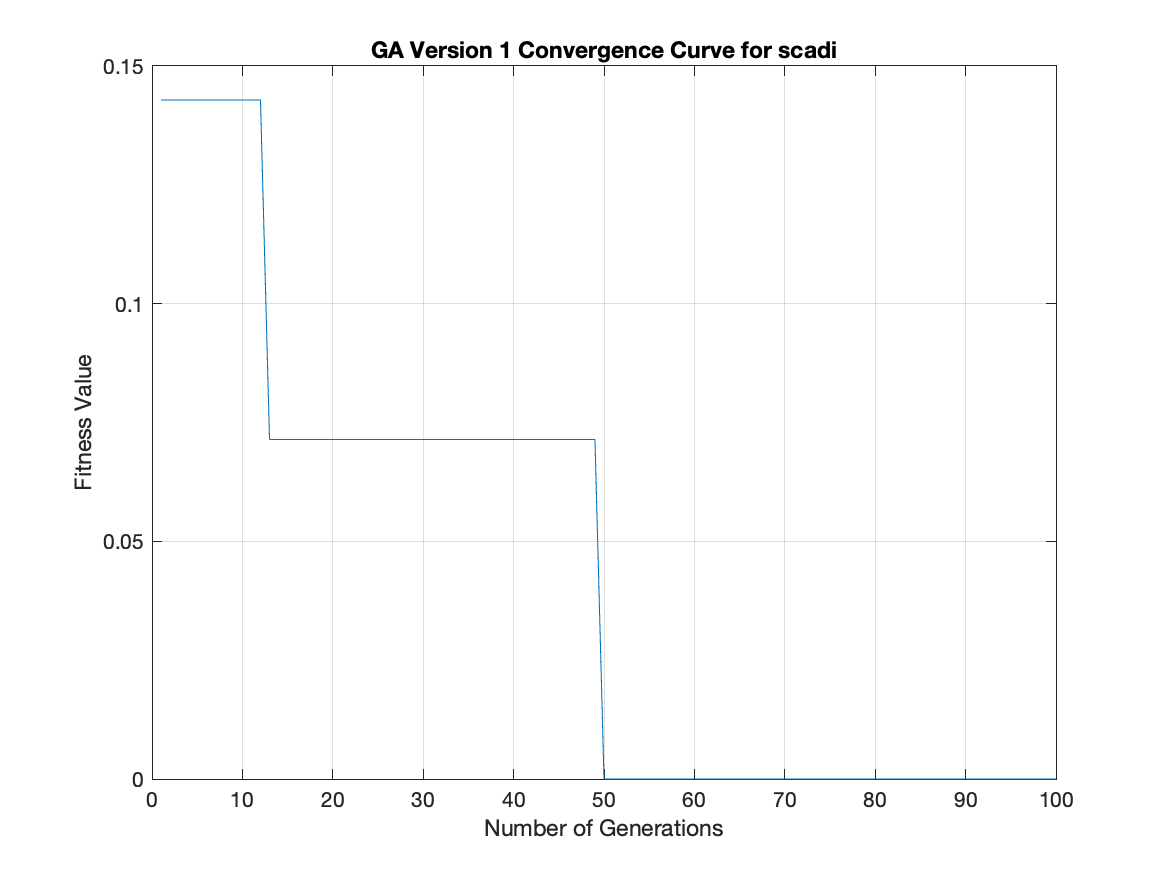 GA Version 1 Convergence Curve for scadi
0.15
0.1
0.05
0
Fitness Value
0 10 20 30 40 50 60 70 80 90 100
Number of Generations